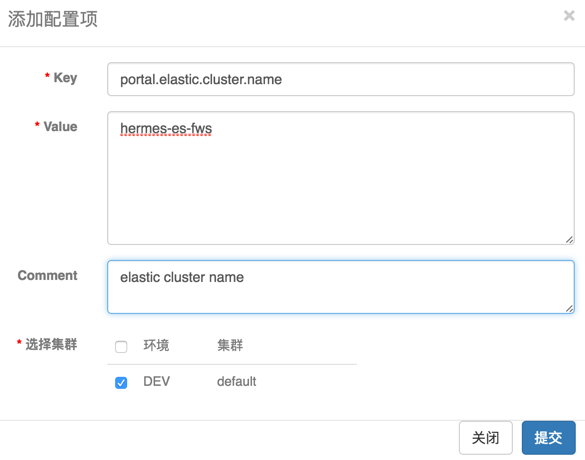 添加配置项 ×
* Key portal.elastic.cluster.name
* Value hermes-es-fws
Comment elastic cluster name
* 选择集群 环境 集群
DEV default
关闭 提交